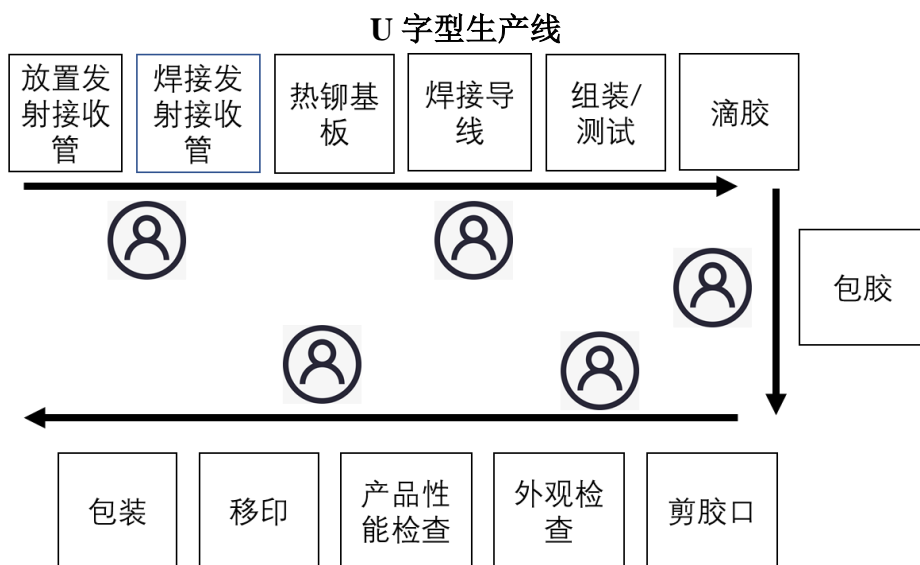 U 字型生产线
放置发
射接收
管
焊接发
射接收
管
热铆基
板
焊接导
线
组装/
测试
滴胶
包胶
包装
移印
产品性
能检查
外观检
查
剪胶口